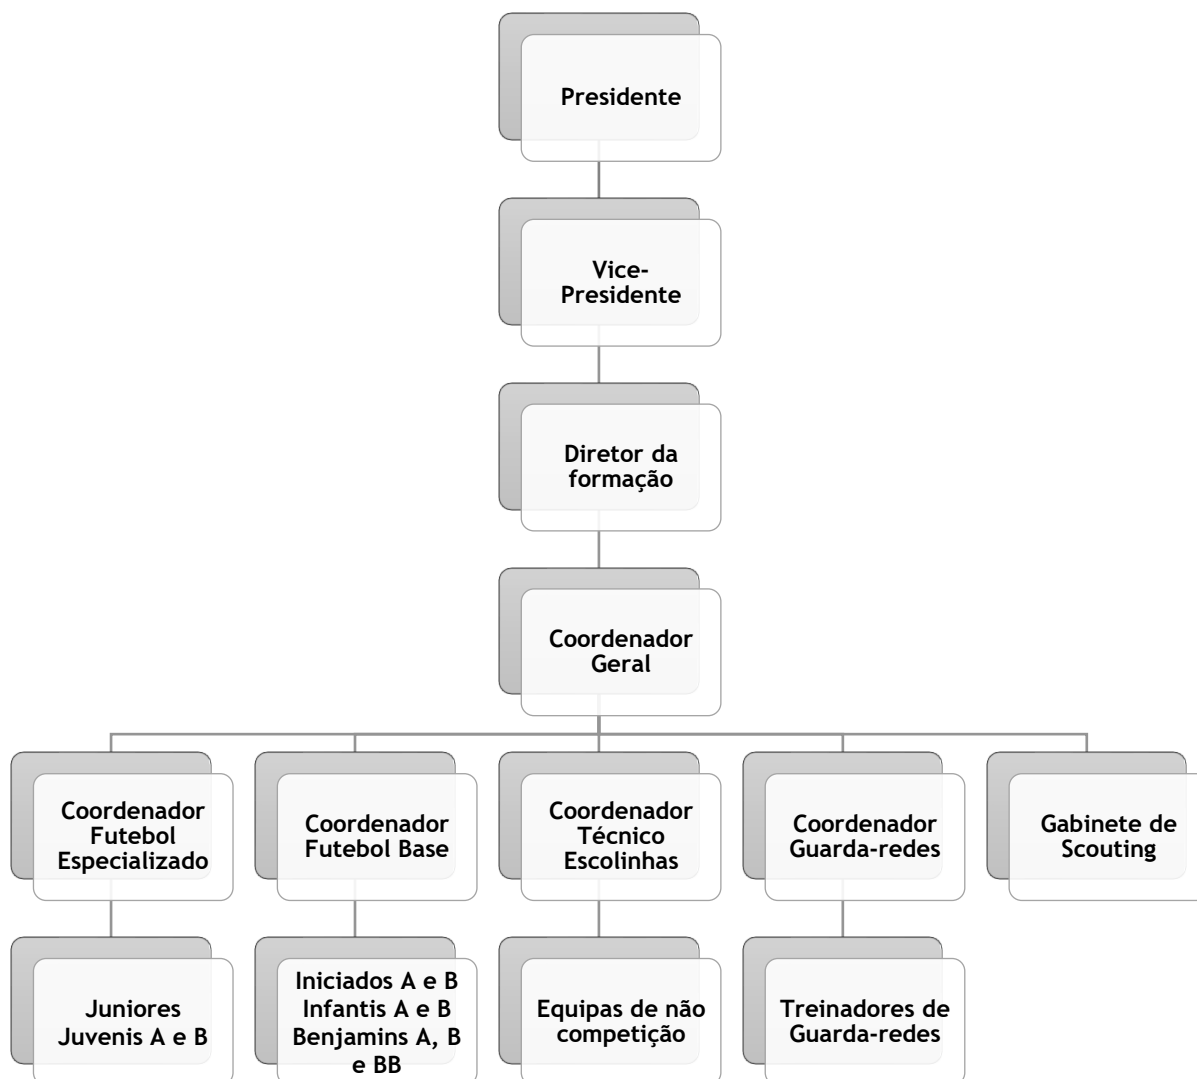 Presidente
Vice-
Presidente
Diretor da
formação
Coordenador
Geral
Coordenador
Futebol
Especializado
Coordenador
Futebol Base
Coordenador
Técnico
Escolinhas
Coordenador
Guarda-redes
Gabinete de
Scouting
Juniores
Juvenis A e B
Iniciados A e B
Infantis A e B
Benjamins A, B
e BB
Equipas de não
competição
Treinadores de
Guarda-redes